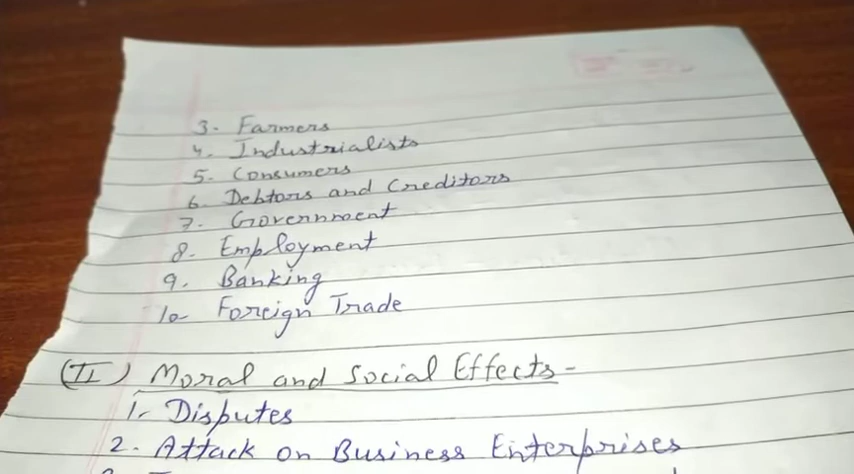 3. Farmers
4. Industrialists
5. Consumers
6. Debtors and Creditors
7. Government
8. Employment
9. Banking
10- Foreign Trade
(II) Moral and Social Effects-
1. Disputes
2. Attack on Business Enterprises